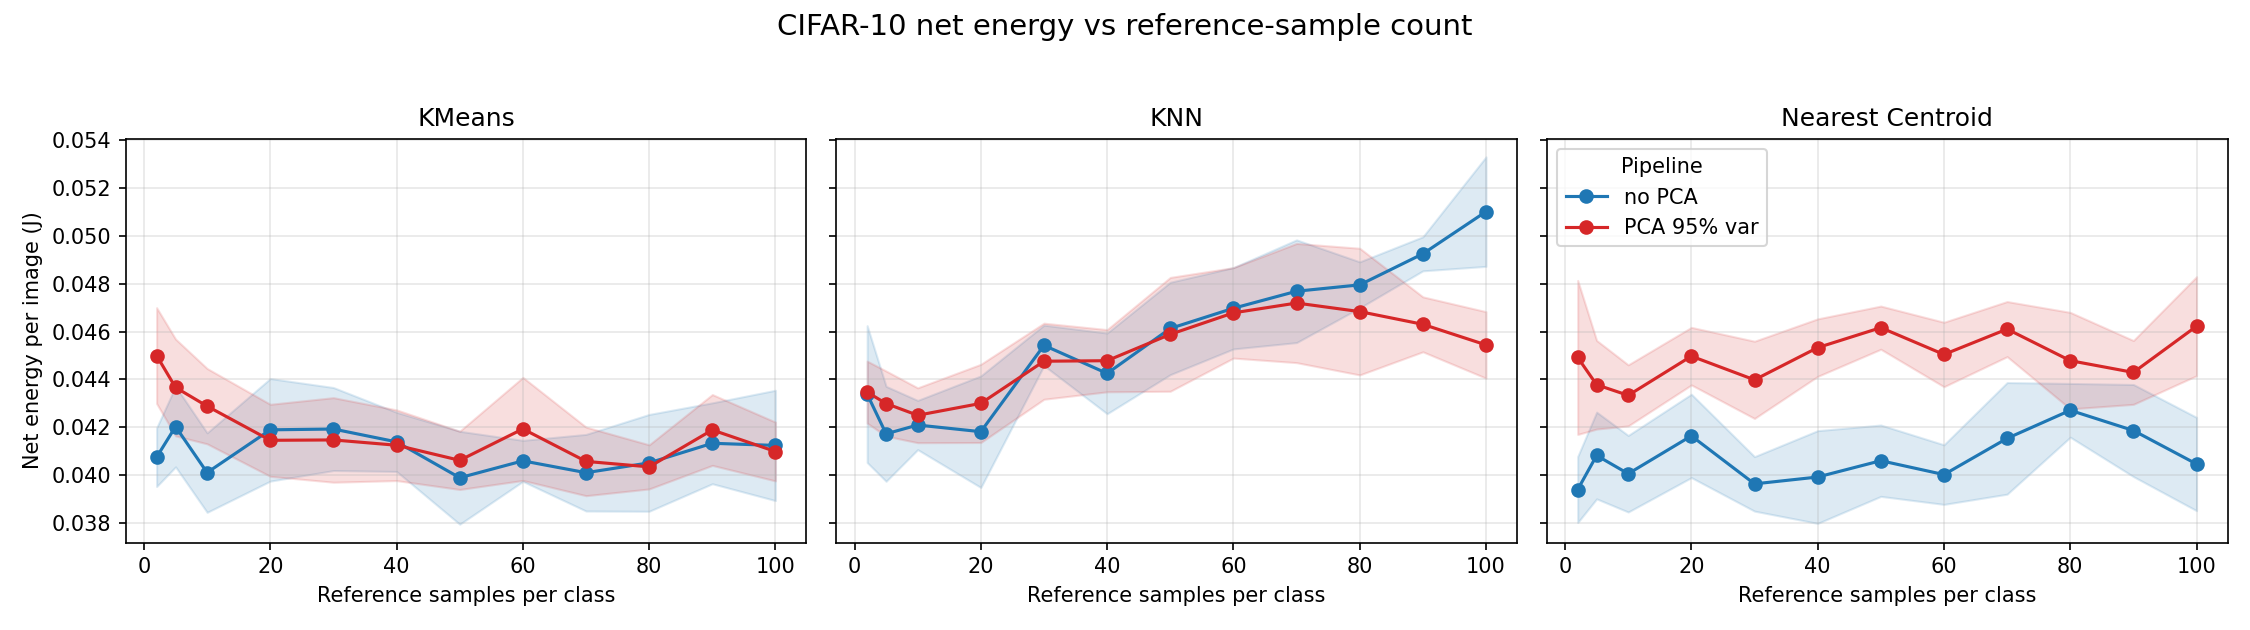 CIFAR-10 net energy vs reference-sample count
KMeans
KNN
Nearest Centroid
Net energy per image (J)
0.054
0.052
0.050
0.048
0.046
0.044
0.042
0.040
0.038
Pipeline
no PCA
PCA 95% var
0 20 40 60 80 100
0 20 40 60 80 100
0 20 40 60 80 100
Reference samples per class
Reference samples per class
Reference samples per class